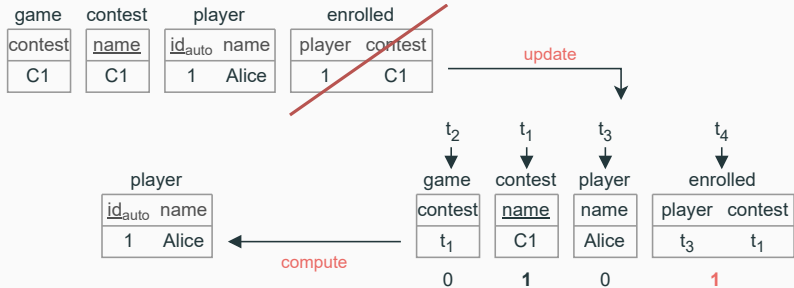 game contest player enrolled
contest name id_auto name player contest
C1 C1 1 Alice 1 C1
update
t₂ t₁ t₃ t₄
player game contest player enrolled
id_auto name contest name name player contest
1 Alice t₁ C1 Alice t₃ t₁
compute
0 1 0 1